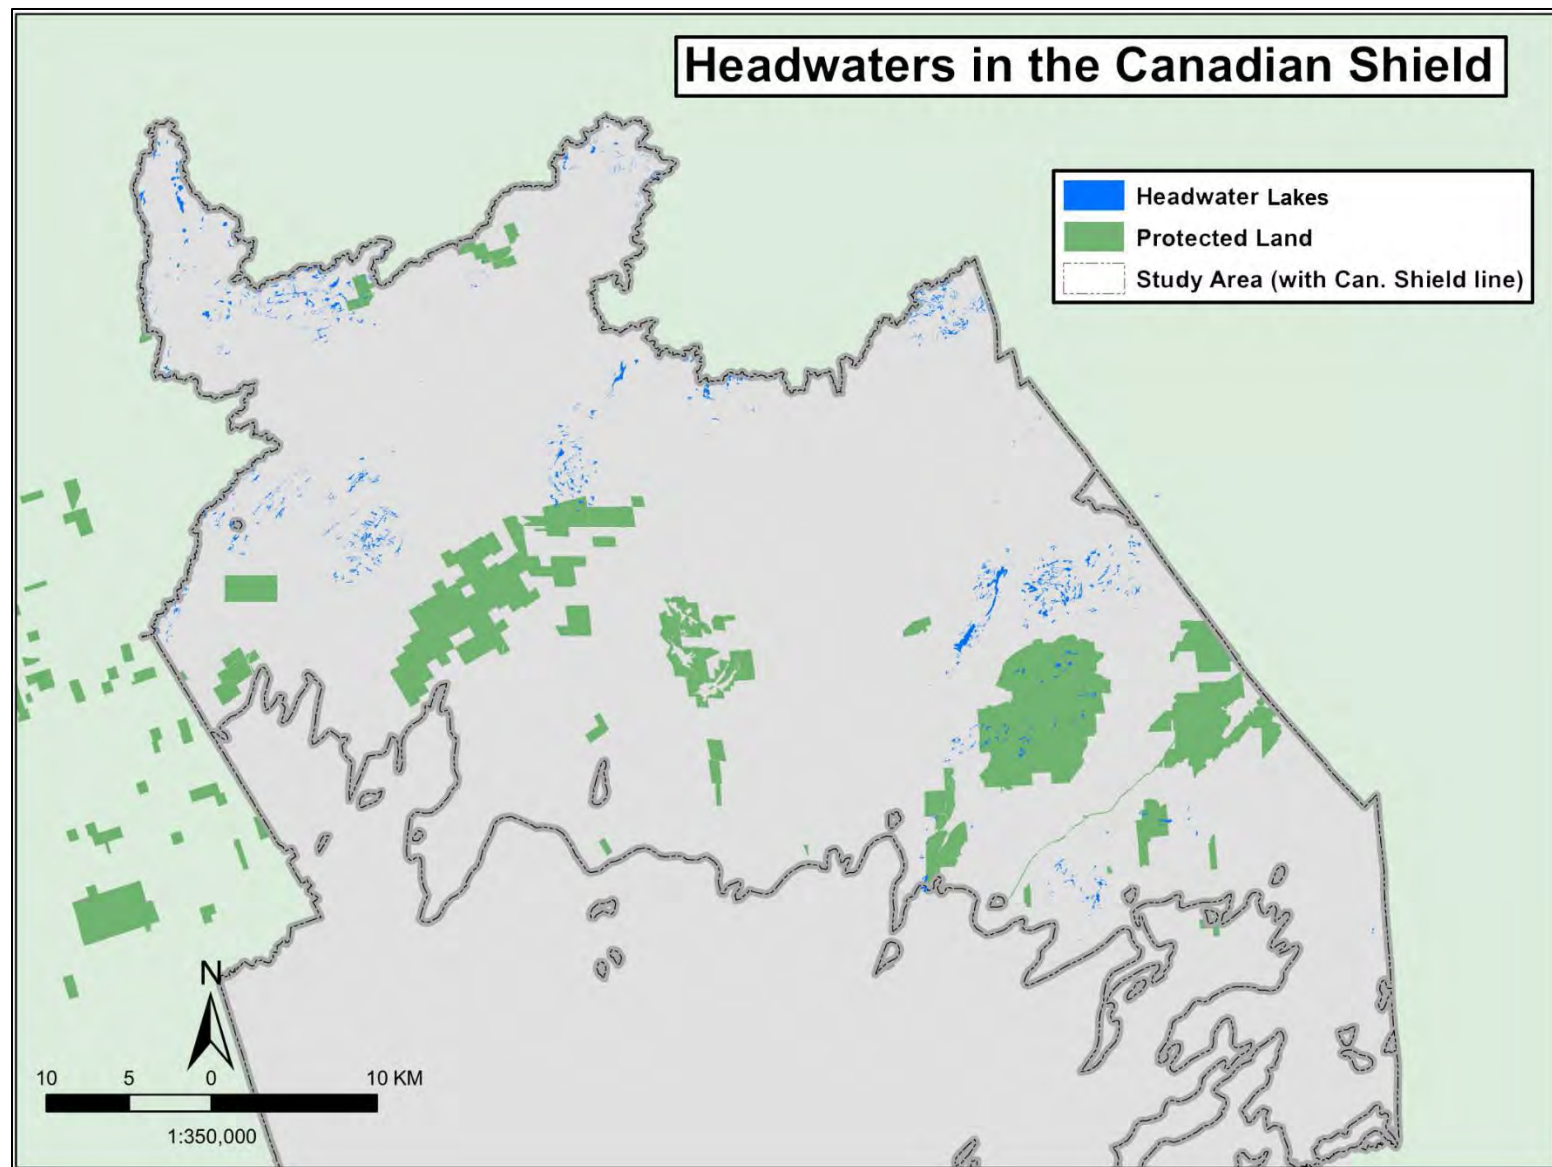 Headwaters in the Canadian Shield
Headwater Lakes
Protected Land
Study Area (with Can. Shield line)
N
10 5 0 10 KM
1:350,000